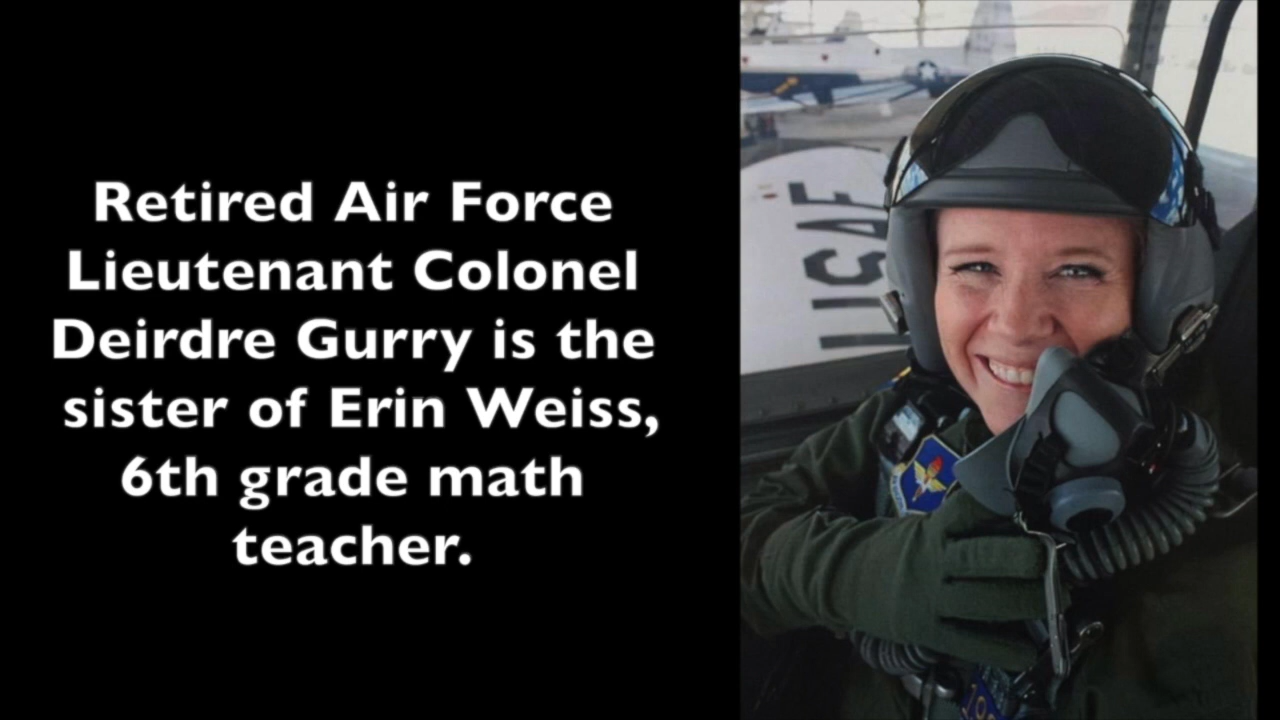 Retired Air Force
Lieutenant Colonel
Deirdre Gurry is the
sister of Erin Weiss,
6th grade math
teacher.
USAF